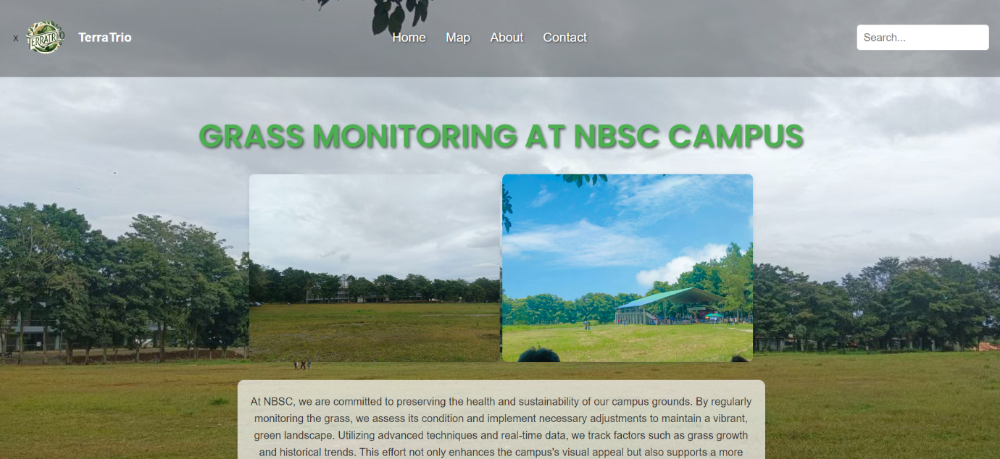 x TERRATRIO TerraTrio Home Map About Contact Search...
GRASS MONITORING AT NBSC CAMPUS
At NBSC, we are committed to preserving the health and sustainability of our campus grounds. By regularly
monitoring the grass, we assess its condition and implement necessary adjustments to maintain a vibrant,
green landscape. Utilizing advanced techniques and real-time data, we track factors such as grass growth
and historical trends. This effort not only enhances the campus's visual appeal but also supports a more